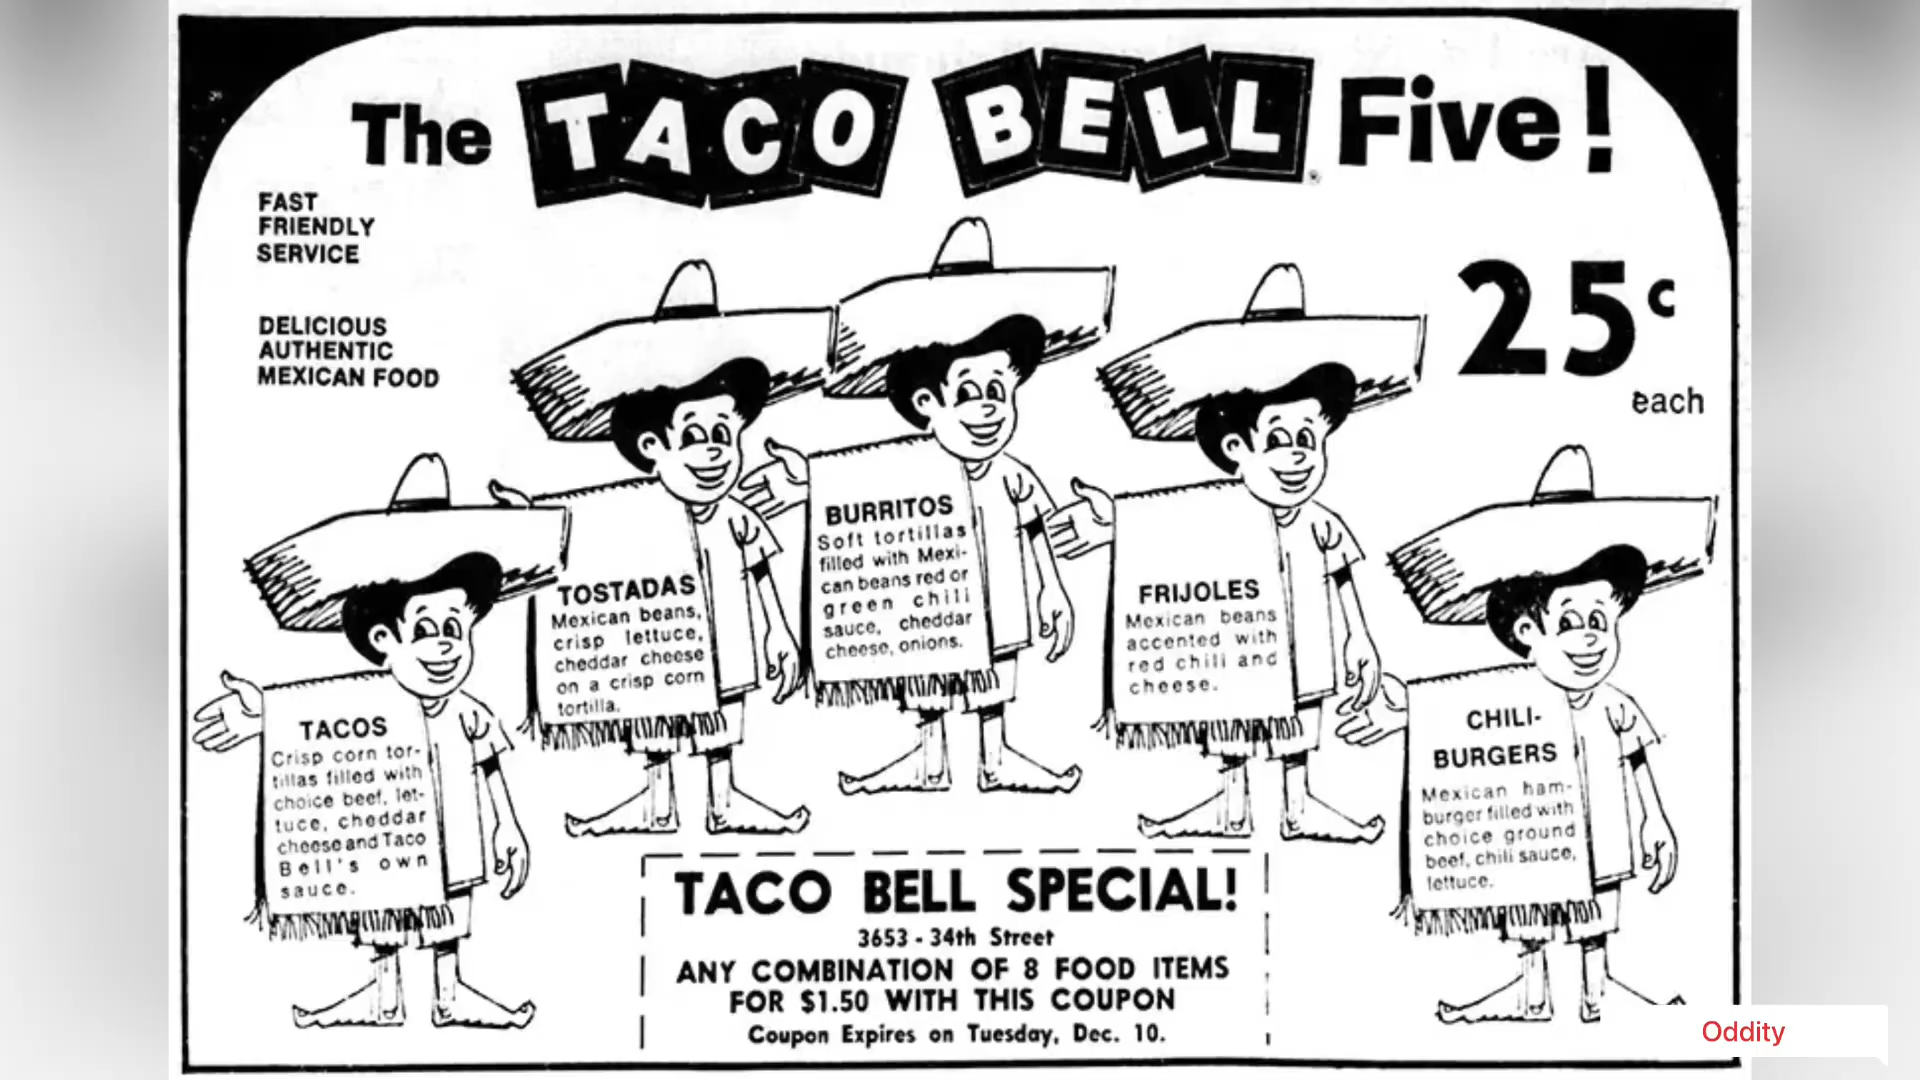 The TACO BELL Five!
FAST
FRIENDLY
SERVICE
DELICIOUS
AUTHENTIC
MEXICAN FOOD
25c
each
TACOS
Crisp corn tor-
tillas filled with
choice beef, let-
tuce, cheddar
cheese and Taco
Bell's own
sauce.
TOSTADAS
Mexican beans,
crisp lettuce,
cheddar cheese
on a crisp corn
tortilla.
BURRITOS
Soft tortillas
filled with Mexi-
can beans red or
green chili
sauce, cheddar
cheese, onions.
FRIJOLES
Mexican beans
accented with
red chili and
cheese.
CHILI-
BURGERS
Mexican ham-
burger filled with
choice ground
beef, chili sauce,
lettuce.
TACO BELL SPECIAL!
3653 - 34th Street
ANY COMBINATION OF 8 FOOD ITEMS
FOR $1.50 WITH THIS COUPON
Coupon Expires on Tuesday, Dec. 10.
Oddity